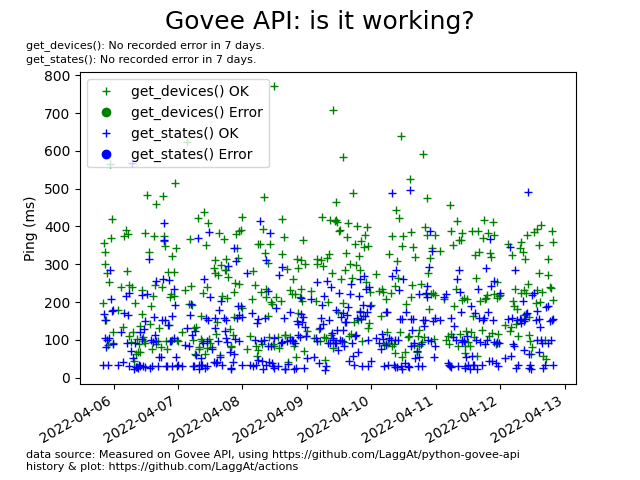 Govee API: is it working?
get_devices(): No recorded error in 7 days.
get_states(): No recorded error in 7 days.
800
700
600
500
400
300
200
100
0
Ping (ms)
get_devices() OK
get_devices() Error
get_states() OK
get_states() Error
2022-04-06
2022-04-07
2022-04-08
2022-04-09
2022-04-10
2022-04-11
2022-04-12
2022-04-13
data source: Measured on Govee API, using https://github.com/LaggAt/python-govee-api
history & plot: https://github.com/LaggAt/actions